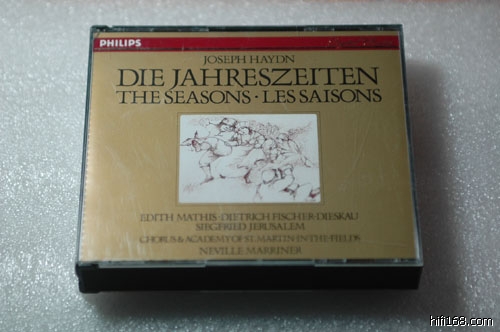 PHILIPS
JOSEPH HAYDN
DIE JAHRESZEITEN
THE SEASONS · LES SAISONS
EDITH MATHIS · DIETRICH FISCHER-DIESKAU
SIEGFRIED JERUSALEM
CHORUS & ACADEMY OF ST. MARTIN-IN-THE-FIELDS
NEVILLE MARRINER
hifi168.com